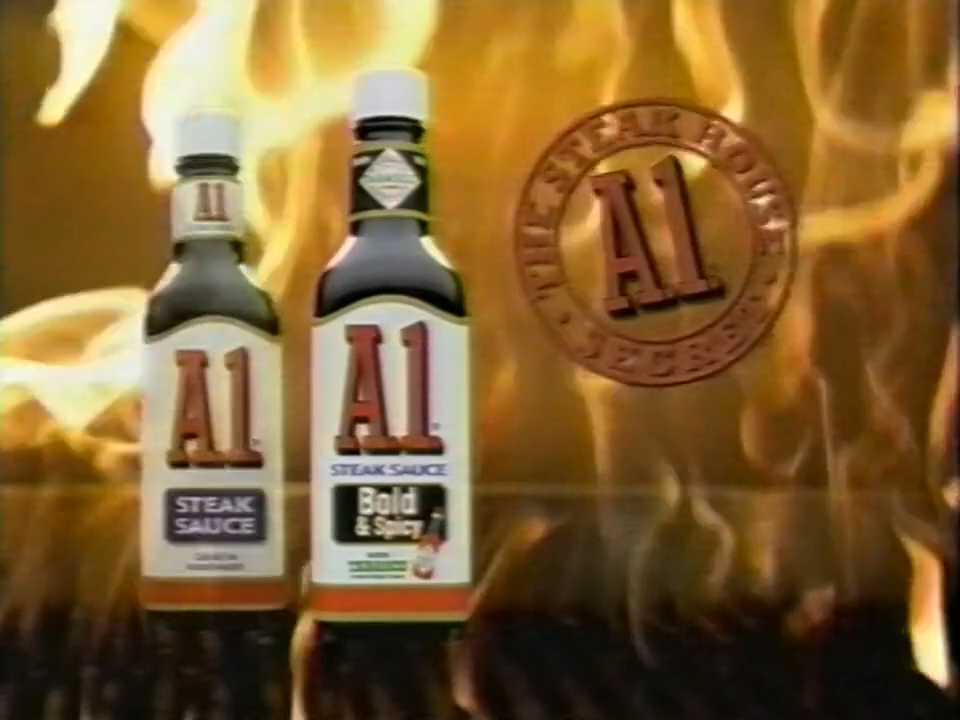 A1
A1
STEAK
SAUCE
A1
STEAK SAUCE
Bold
& Spicy
THE STEAK HOUSE
A1
SECRET